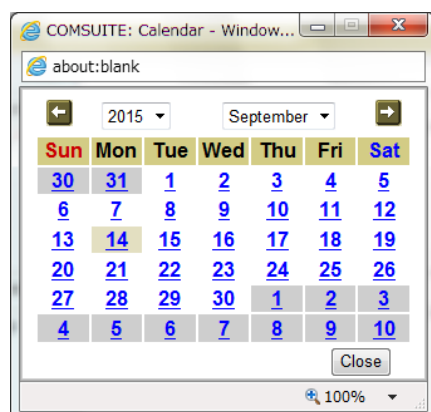 COMSUITE: Calendar - Window...
about:blank
2015 September
Sun Mon Tue Wed Thu Fri Sat
30 31 1 2 3 4 5
6 7 8 9 10 11 12
13 14 15 16 17 18 19
20 21 22 23 24 25 26
27 28 29 30 1 2 3
4 5 6 7 8 9 10
Close
100%